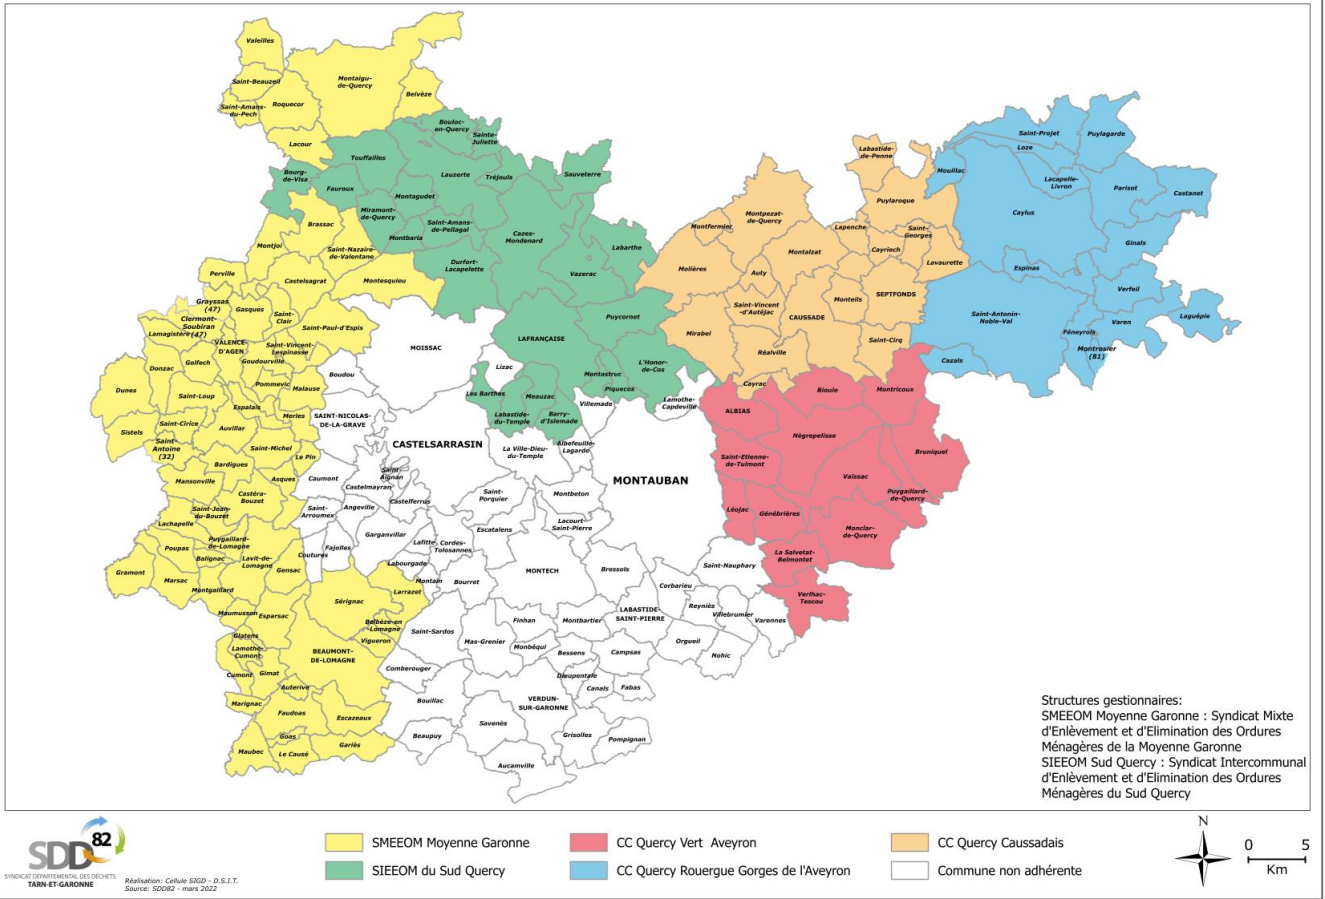 Valeilles
Saint-Beauzeil
Montaigu-
de-Quercy
Belvèze
Saint-Amans-
du-Pech
Roquecor
Lacour
Bouloc-
en-Quercy
Sainte-
Juliette
Touffailles
Bourg-
de-Visa
Fauroux
Lauzerte
Tréjouls
Sauveterre
Montagudet
Miramont-
de-Quercy
Saint-Amans-
de-Pellagal
Montbarla
Cazes-
Mondenard
Labarthe
Durfort-
Lacapelette
Vazerac
Brassac
Montjoi
Saint-Nazaire-
de-Valentane
Perville
Castelsagrat
Montesquieu
Grayssas
(47)
Gasques
Saint-
Clair
Clermont-
Soubiran
(47)
Lamagistère
VALENCE-
D'AGEN
Saint-Paul-d'Espis
Saint-Vincent-
Lespinasse
Golfech
Goudourville
Donzac
Pommevic
Malause
Dunes
Saint-Loup
Espalais
Merles
Sistels
Saint-Cirice
Auvillar
Saint-
Antoine
(32)
Saint-Michel
Le Pin
Bardigues
Mansonville
Asques
Castéra-
Bouzet
Saint-Jean-
du-Bouzet
Lachapelle
Poupas
Puygaillard-
de-Lomagne
Balignac
Lavit-de-
Lomagne
Gensac
Gramont
Marsac
Montgaillard
Maumusson
Esparsac
Sérignac
Larrazet
Belbèze-en
-Lomagne
Vigueron
Glatens
Lamothe-
Cumont
BEAUMONT-
DE-LOMAGNE
Cumont
Gimat
Auterive
Marignac
Faudoas
Escazeaux
Goas
Maubec
Le Causé
Gariès
Puycornet
LAFRANÇAISE
L'Honor-
de-Cos
Montastruc
Piquecos
Les Barthes
Meauzac
Labastide-
du-Temple
Barry-
d'Islemade
MOISSAC
Lizac
Boudou
SAINT-NICOLAS-
DE-LA-GRAVE
CASTELSARRASIN
Villemade
Lamothe-
Capdeville
La Ville-Dieu-
du-Temple
Albefeuille-
Lagarde
MONTAUBAN
Caumont
Saint-
Aignan
Castelmayran
Castelferrus
Saint-
Arroumex
Angeville
Saint-
Porquier
Montbeton
Coutures
Fajolles
Garganvillar
Lafitte
Cordes-
Tolosannes
Escatalens
Lacourt-
Saint-Pierre
Labourgade
Montaïn
Bourret
MONTECH
Bressols
Saint-Nauphary
Corbarieu
Reyniès
Villebrumier
Varennes
LABASTIDE-
SAINT-PIERRE
Finhan
Montbartier
Saint-Sardos
Mas-Grenier
Monbéqui
Bessens
Campsas
Orgueil
Nohic
Comberouger
Dieupentale
Canals
Fabas
Bouillac
VERDUN-
SUR-GARONNE
Savenès
Beaupuy
Grisolles
Pompignan
Aucamville
Labastide-
de-Penne
Puylaroque
Montpezat-
de-Quercy
Montfermier
Lapenche
Saint-
Georges
Montalzat
Cayriech
Lavaurette
Molières
Auty
Monteils
SEPTFONDS
Saint-Vincent
-d'Autéjac
CAUSSADE
Mirabel
Réalville
Saint-Cirq
Cayrac
Mouillac
Saint-Projet
Puylagarde
Loze
Lacapelle-
Livron
Parisot
Castanet
Caylus
Ginals
Espinas
Verfeil
Saint-Antonin-
Noble-Val
Varen
Laguépie
Féneyrols
Montrosier
(81)
Cazals
ALBIAS
Bioule
Montricoux
Nègrepelisse
Bruniquel
Saint-Etienne-
de-Tulmont
Vaïssac
Puygaillard-
de-Quercy
Léojac
Génébrières
Monclar-
de-Quercy
La Salvetat-
Belmontet
Verlhac-
Tescou
Structures gestionnaires:
SMEEOM Moyenne Garonne : Syndicat Mixte
d'Enlèvement et d'Elimination des Ordures
Ménagères de la Moyenne Garonne
SIEEOM Sud Quercy : Syndicat Intercommunal
d'Enlèvement et d'Elimination des Ordures
Ménagères du Sud Quercy
SDD 82
SYNDICAT DÉPARTEMENTAL DES DÉCHETS
TARN-ET-GARONNE
Réalisation: Cellule SIGD - D.S.I.T.
Source: SDD82 - mars 2022
SMEEOM Moyenne Garonne
SIEEOM du Sud Quercy
CC Quercy Vert Aveyron
CC Quercy Rouergue Gorges de l'Aveyron
CC Quercy Caussadais
Commune non adhérente
N
0 5
Km